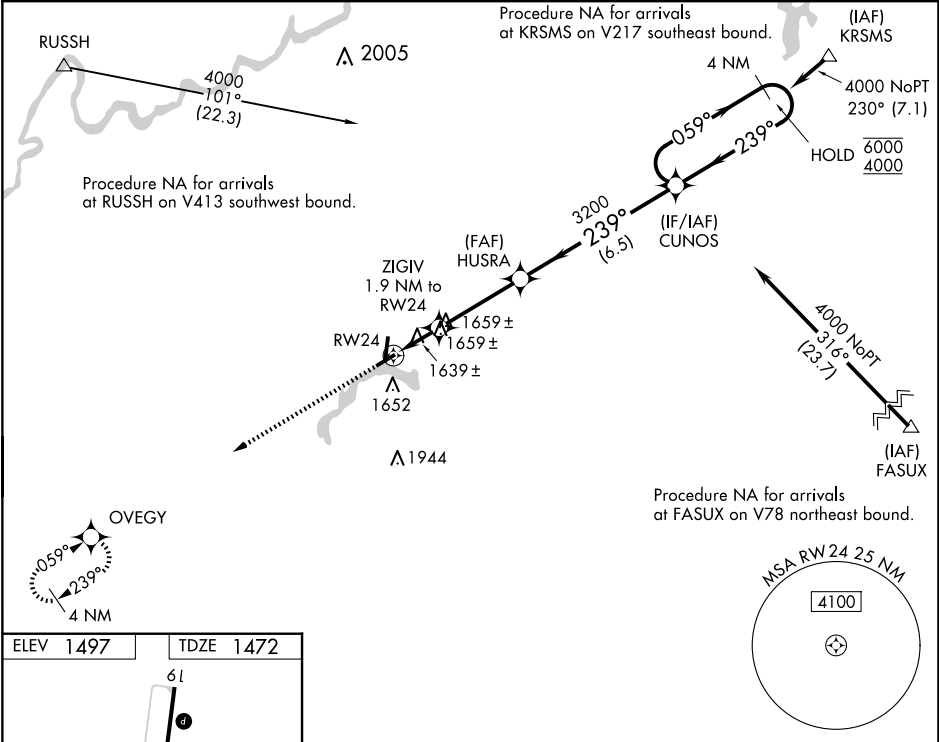 Procedure NA for arrivals
at KRSMS on V217 southeast bound.
(IAF)
KRSMS
RUSSH
2005
4 NM
4000 NoPT
230° (7.1)
4000
101°
(22.3)
059°
239°
HOLD
6000
4000
Procedure NA for arrivals
at RUSSH on V413 southwest bound.
3200
239°
(6.5)
(IF/IAF)
CUNOS
(FAF)
HUSRA
ZIGIV
1.9 NM to
RW24
1659±
1659±
RW24
1639±
1652
4000 NoPT
316°
(23.7)
1944
(IAF)
FASUX
Procedure NA for arrivals
at FASUX on V78 northeast bound.
OVEGY
059°
239°
4 NM
MSA RW24 25 NM
4100
ELEV 1497
TDZE 1472
19
P